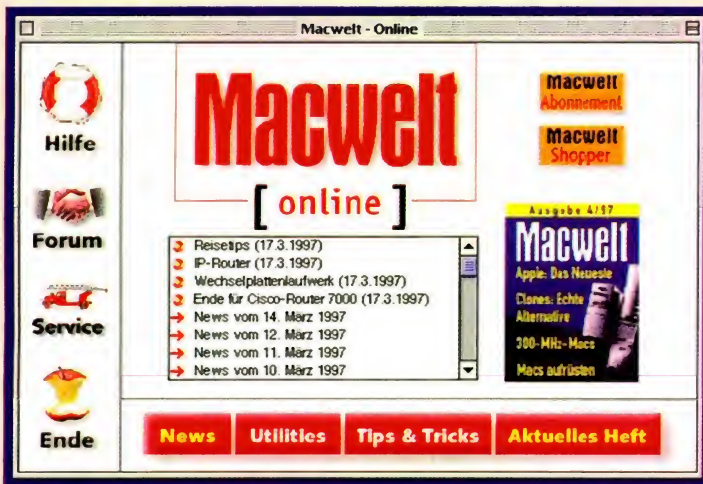 Macwelt - Online
Hilfe
Forum
Service
Ende
Macwelt
[ online ]
Reisetips (17.3.1997)
IP-Router (17.3.1997)
Wechselplattenlaufwerk (17.3.1997)
Ende für Cisco-Router 7000 (17.3.1997)
News vom 14. März 1997
News vom 12. März 1997
News vom 11. März 1997
News vom 10. März 1997
Macwelt
Abonnement
Macwelt
Shopper
Ausgabe 4/97
Macwelt
Apple: Das Neueste
Clones: Echte
Alternative
300-MHz-Macs
Macs aufrüsten
News
Utilities
Tips & Tricks
Aktuelles Heft